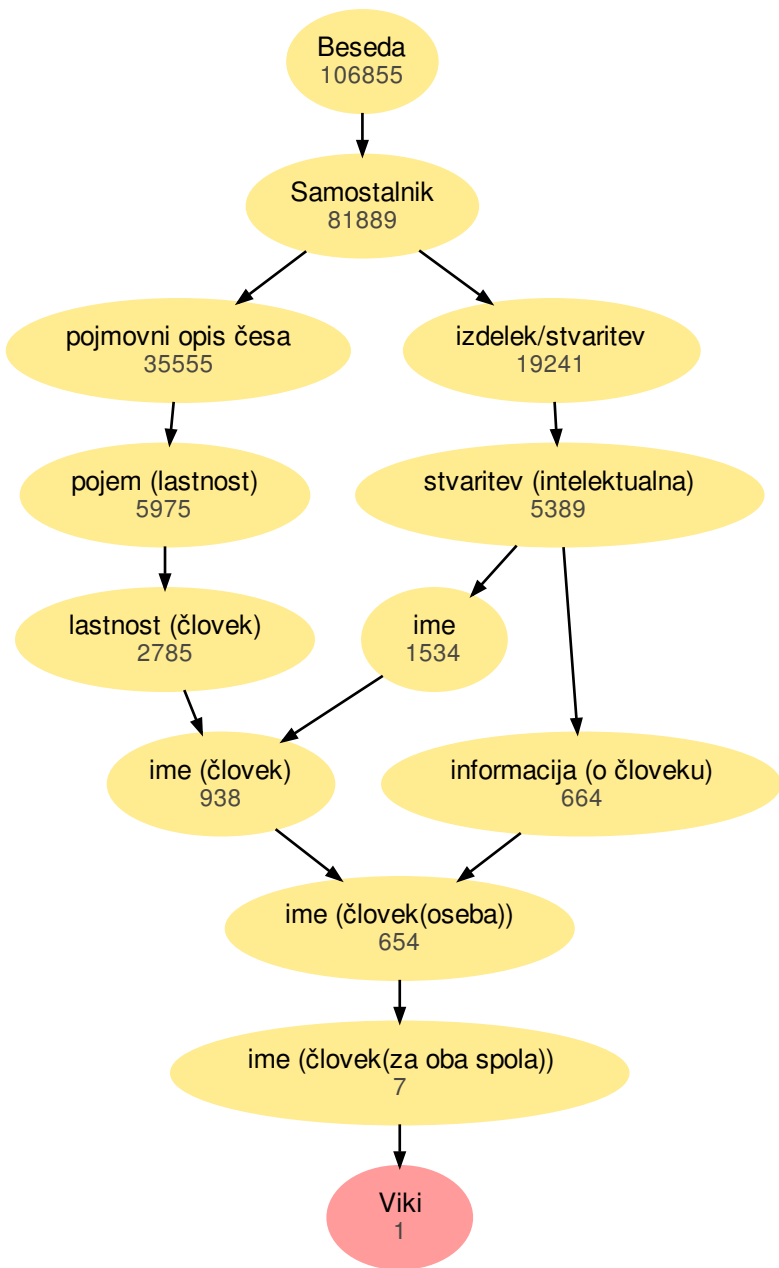 Beseda
106855
Samostalnik
81889
pojmovni opis česa
35555
izdelek/stvaritev
19241
pojem (lastnost)
5975
stvaritev (intelektualna)
5389
lastnost (človek)
2785
ime
1534
ime (človek)
938
informacija (o človeku)
664
ime (človek(oseba))
654
ime (človek(za oba spola))
7
Viki
1